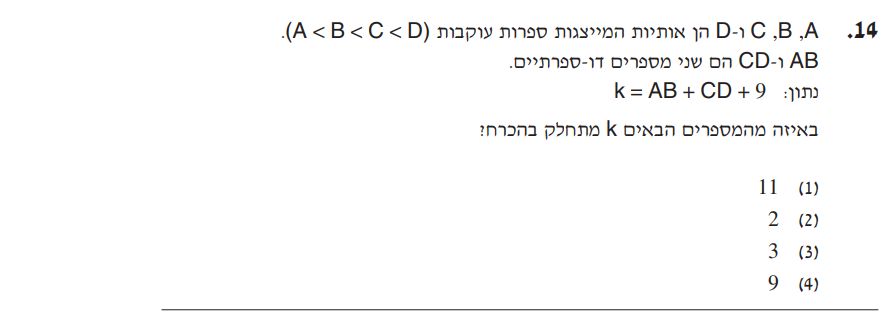 14. A, B, C ו-D הן אותיות המייצגות ספרות עוקבות (A < B < C < D).
AB ו-CD הם שני מספרים דו-ספרתיים.
נתון: k = AB + CD + 9
באיזה מהמספרים הבאים k מתחלק בהכרח?
(1) 11
(2) 2
(3) 3
(4) 9